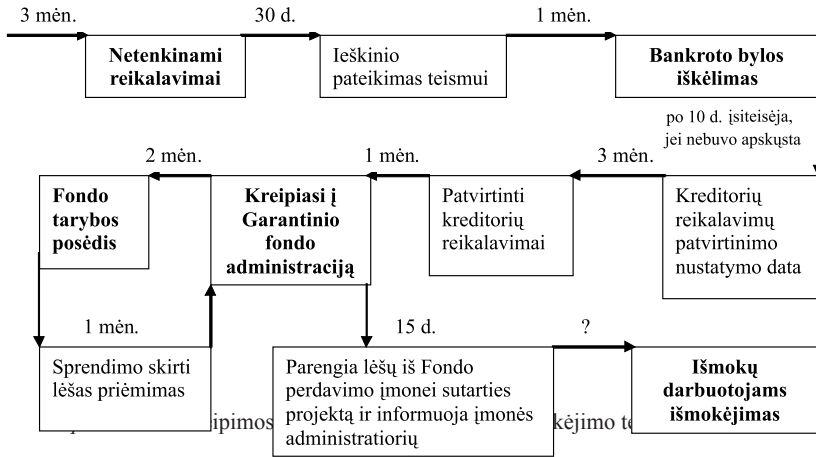 3 mėn.
30 d.
1 mėn.
Netenkinami
reikalavimai
Ieškinio
pateikimas teismui
Bankroto bylos
iškėlimas
po 10 d. įsiteisėja,
jei nebuvo apskųsta
2 mėn.
1 mėn.
3 mėn.
Fondo
tarybos
posėdis
Kreipiasi į
Garantinio
fondo
administraciją
Patvirtinti
kreditorių
reikalavimai
Kreditorių
reikalavimų
patvirtinimo
nustatymo data
1 mėn.
15 d.
?
Sprendimo skirti
lėšas priėmimas
Parengia lėšų iš Fondo
perdavimo įmonei sutarties
projektą ir informuoja įmonės
administratiorių
Išmokų
darbuotojams
išmokėjimas